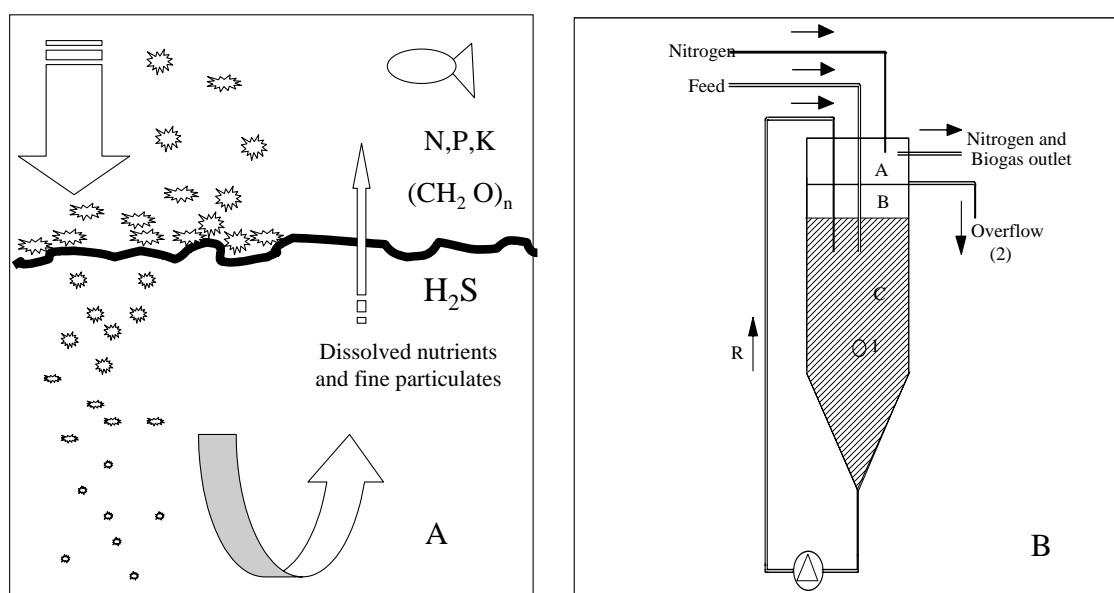 N,P,K
(CH2 O)n
H2S
Dissolved nutrients
and fine particulates
A
Nitrogen
Feed
Nitrogen and
Biogas outlet
A
B
Overflow
(2)
C
1
R
B